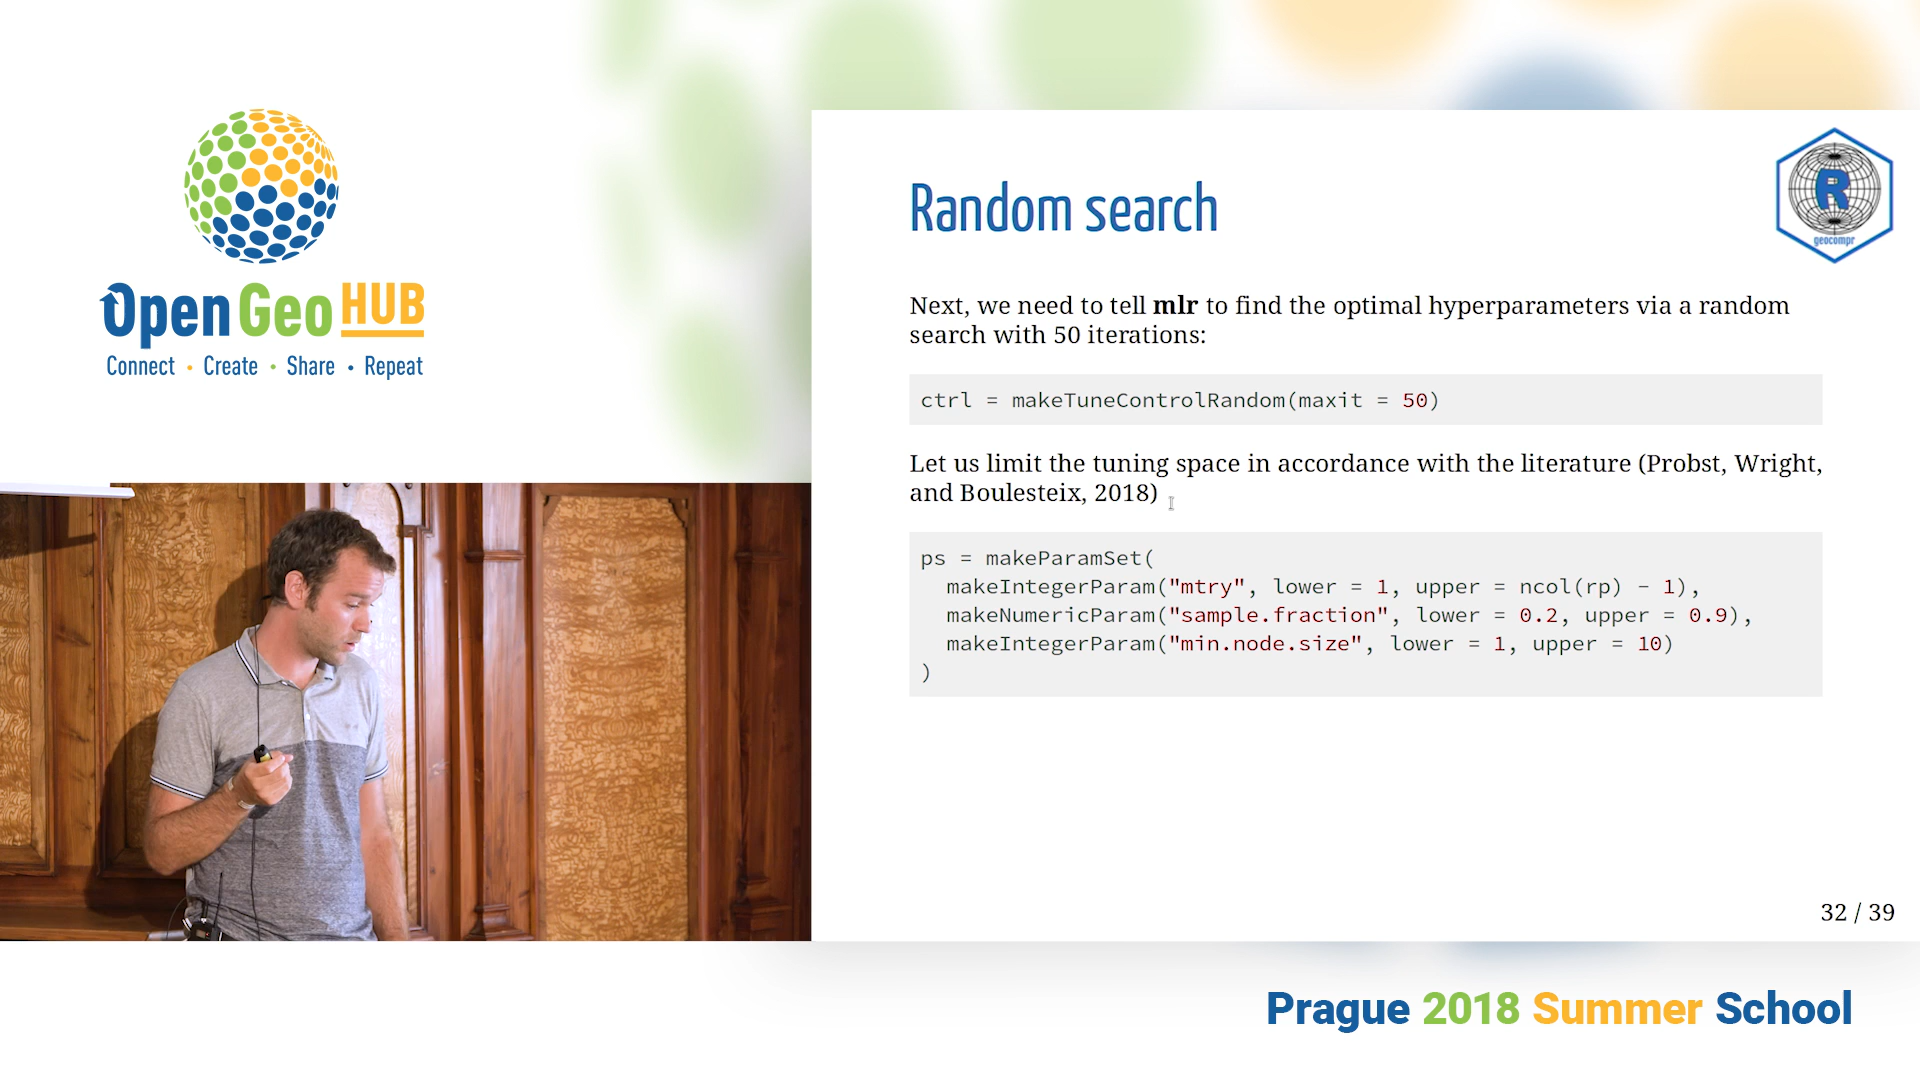 Open Geo HUB
Connect • Create • Share • Repeat
Random search
R
geocompr
Next, we need to tell mlr to find the optimal hyperparameters via a random
search with 50 iterations:
ctrl = makeTuneControlRandom(maxit = 50)
Let us limit the tuning space in accordance with the literature (Probst, Wright,
and Boulesteix, 2018)
ps = makeParamSet(
  makeIntegerParam("mtry", lower = 1, upper = ncol(rp) - 1),
  makeNumericParam("sample.fraction", lower = 0.2, upper = 0.9),
  makeIntegerParam("min.node.size", lower = 1, upper = 10)
)
32 / 39
Prague 2018 Summer School